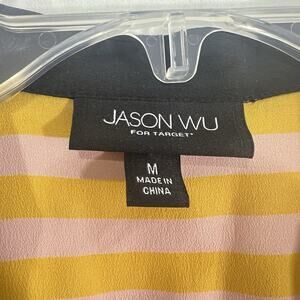 JASON WU
FOR TARGET
M
MADE IN
CHINA